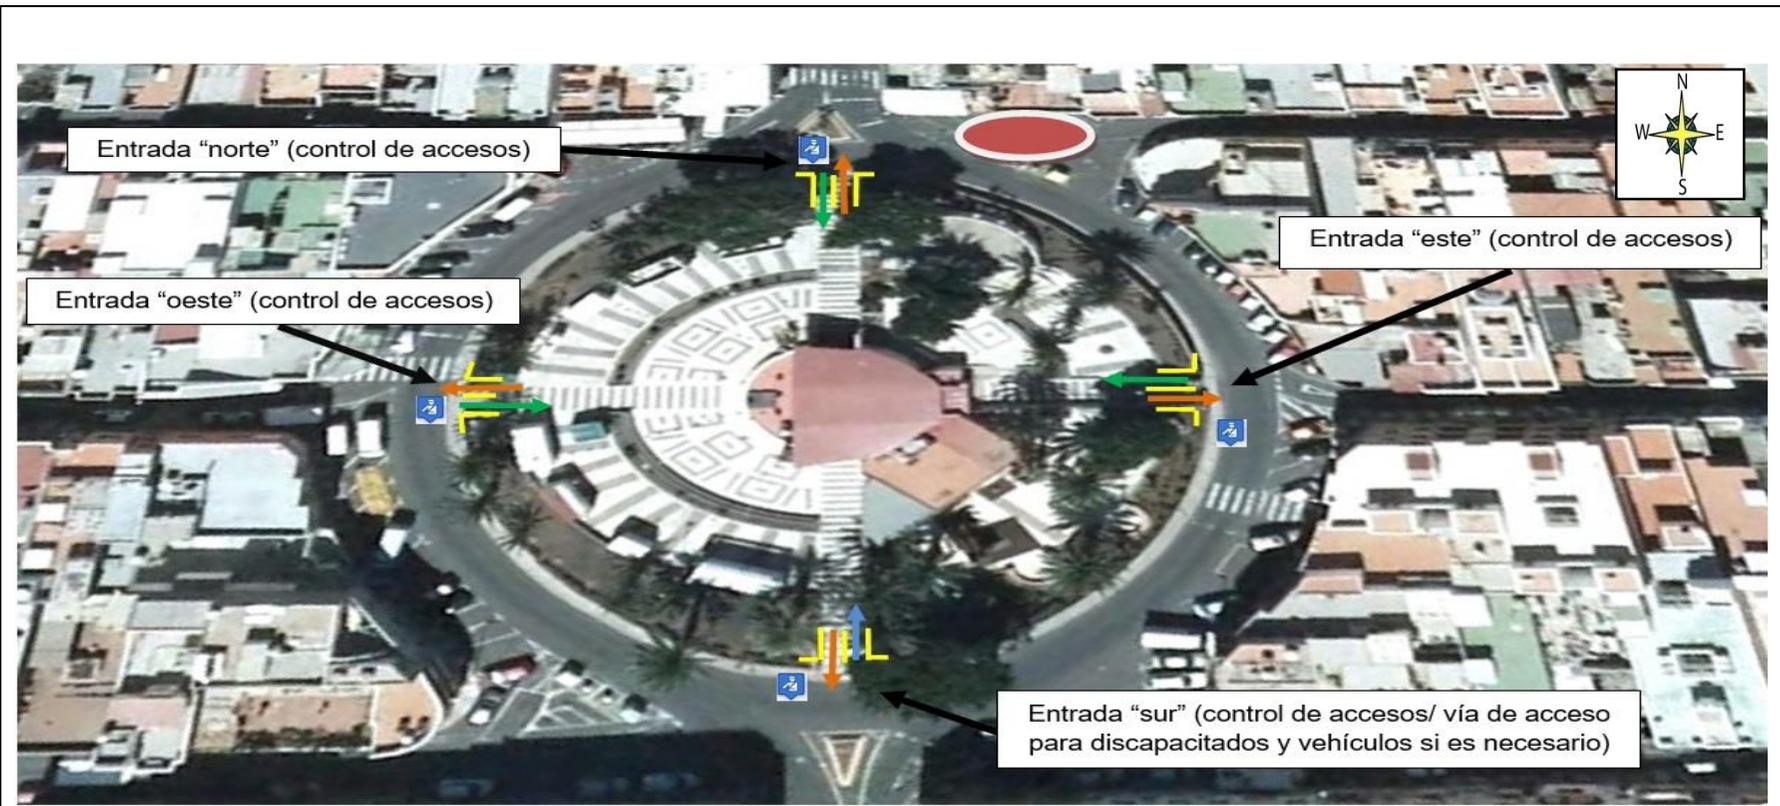 N
W E
S
Entrada “norte” (control de accesos)
Entrada “este” (control de accesos)
Entrada “oeste” (control de accesos)
Entrada “sur” (control de accesos/ vía de acceso
para discapacitados y vehículos si es necesario)